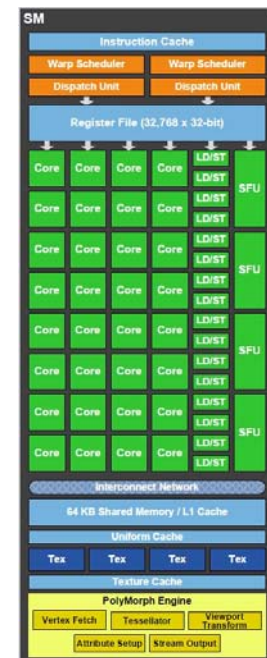 SM
Instruction Cache
Warp Scheduler Warp Scheduler
Dispatch Unit Dispatch Unit
Register File (32,768 x 32-bit)
Core Core Core Core LD/ST SFU
LD/ST
Core Core Core Core LD/ST
LD/ST
Core Core Core Core LD/ST SFU
LD/ST
Core Core Core Core LD/ST
LD/ST
Core Core Core Core LD/ST SFU
LD/ST
Core Core Core Core LD/ST
LD/ST
Core Core Core Core LD/ST SFU
LD/ST
Core Core Core Core LD/ST
LD/ST
Interconnect Network
64 KB Shared Memory / L1 Cache
Uniform Cache
Tex Tex Tex Tex
Texture Cache
PolyMorph Engine
Vertex Fetch Tessellator Viewport
Transform
Attribute Setup Stream Output